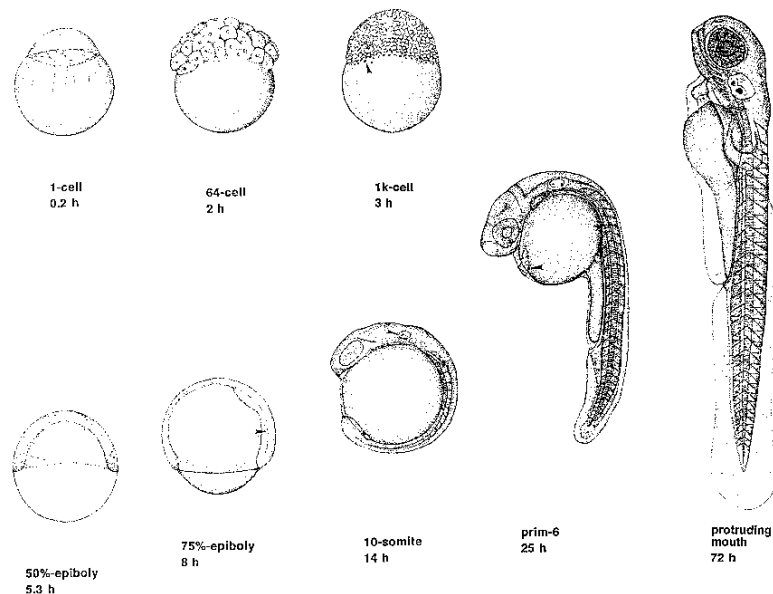 1-cell
0.2 h
64-cell
2 h
1k-cell
3 h
50%-epiboly
5.3 h
75%-epiboly
8 h
10-somite
14 h
prim-6
25 h
protruding
mouth
72 h